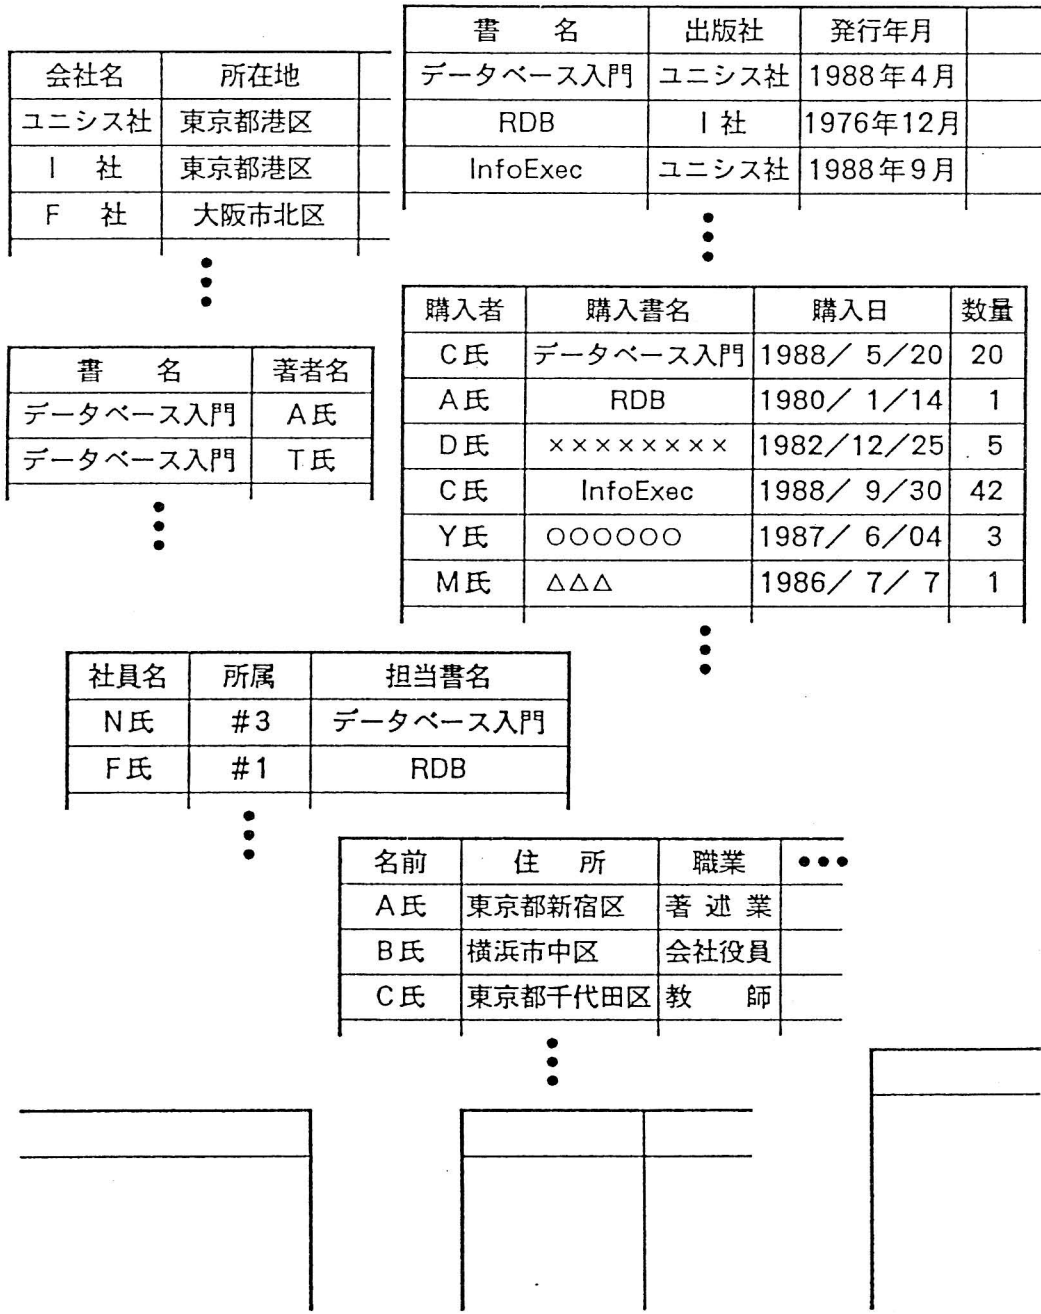 書　名 出版社 発行年月
データベース入門 ユニシス社 1988年4月
RDB I 社 1976年12月
InfoExec ユニシス社 1988年9月
会社名 所在地
ユニシス社 東京都港区
I 社 東京都港区
F 社 大阪市北区
購入者 購入書名 購入日 数量
C氏 データベース入門 1988／ 5／20 20
A氏 RDB 1980／ 1／14 1
D氏 ×××××××× 1982／12／25 5
C氏 InfoExec 1988／ 9／30 42
Y氏 ○○○○○○ 1987／ 6／04 3
M氏 △△△ 1986／ 7／ 7 1
書　名 著者名
データベース入門 A氏
データベース入門 T氏
社員名 所属 担当書名
N氏 #3 データベース入門
F氏 #1 RDB
名前 住　所 職業 •••
A氏 東京都新宿区 著述業
B氏 横浜市中区 会社役員
C氏 東京都千代田区 教　師